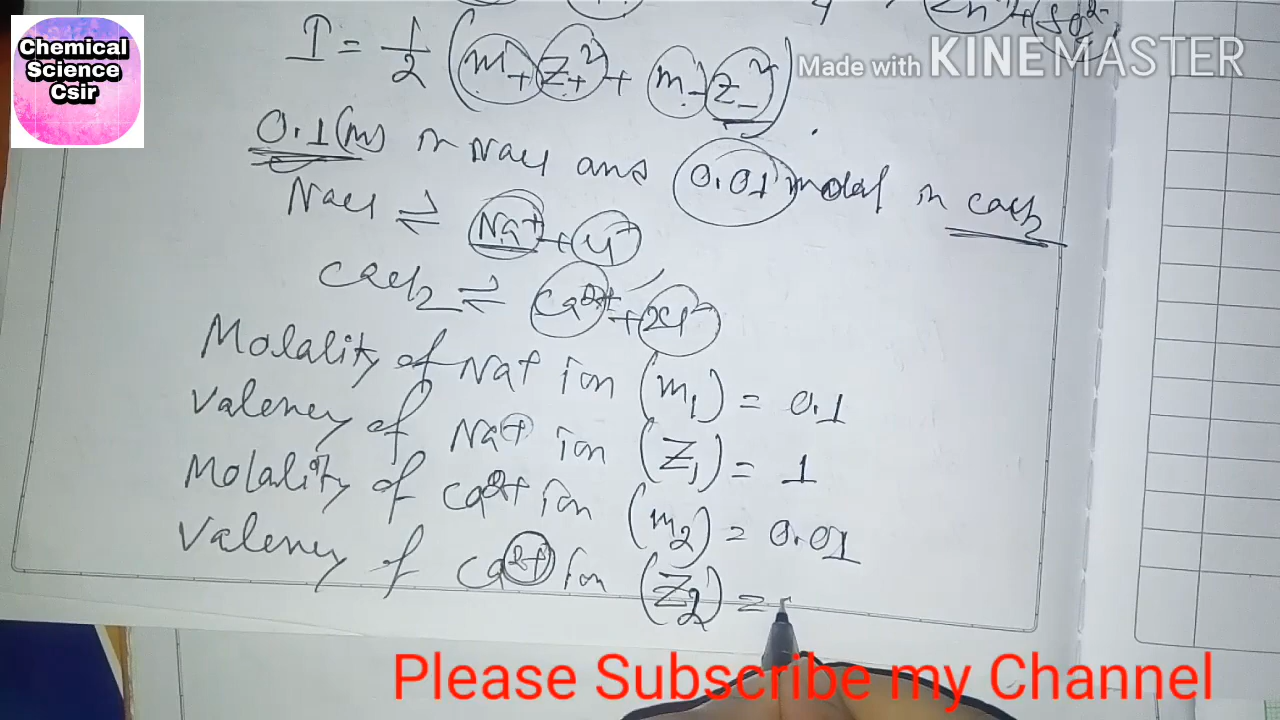 Chemical
Science
Csir
Made with KINEMASTER
I = 1/2 (m+ Z+² + m- Z-²)
0.1(m) in NaCl and 0.01 molal in CaCl2
NaCl ⇌ Na⁺ + Cl⁻
CaCl2 ⇌ Ca²⁺ + 2Cl⁻
Molality of Na⁺ ion (m1) = 0.1
Valency of Na⁺ ion (Z1) = 1
Molality of Ca²⁺ ion (m2) = 0.01
Valency of Ca²⁺ ion (Z2) =
Please Subscribe my Channel